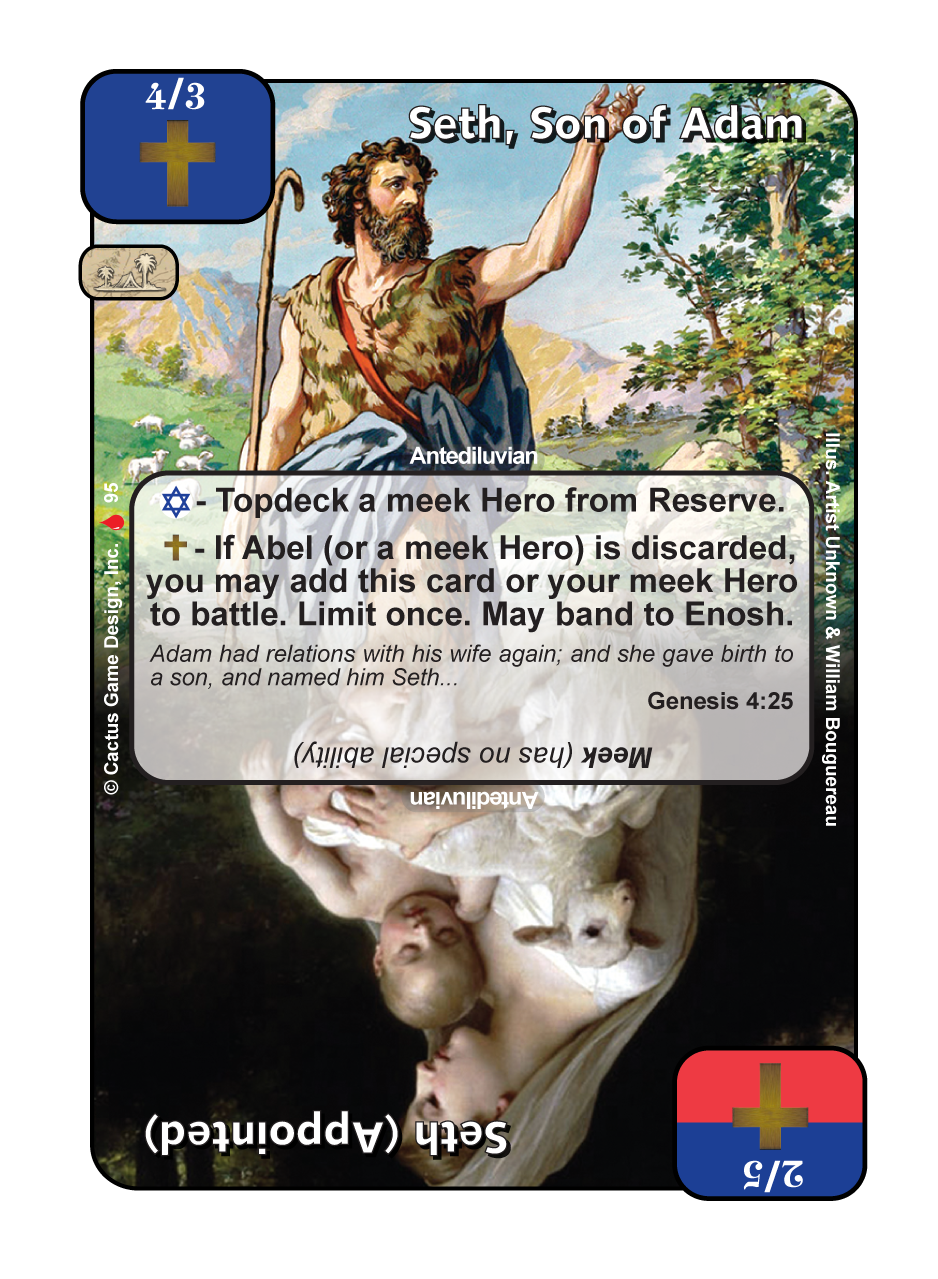 4/3
Seth, Son of Adam
Antediluvian
- Topdeck a meek Hero from Reserve.
- If Abel (or a meek Hero) is discarded,
you may add this card or your meek Hero
to battle. Limit once. May band to Enosh.
Adam had relations with his wife again; and she gave birth to
a son, and named him Seth...
Genesis 4:25
Meek (has no special ability)
Antediluvian
© Cactus Game Design, Inc. 95
Illus. Artist Unknown & William Bouguereau
Seth (Appointed)
2/5